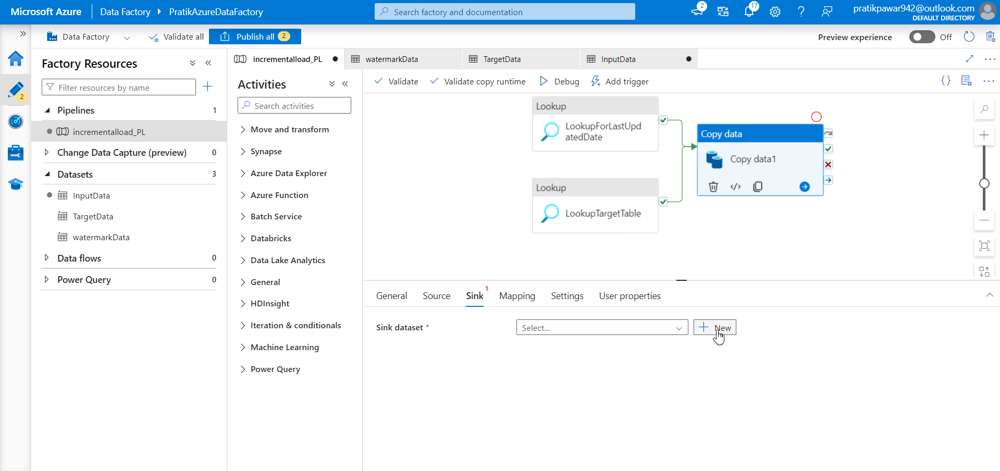 Microsoft Azure
Data Factory
PratikAzureDataFactory
Search factory and documentation
2
17
pratikpawar942@outlook.com
DEFAULT DIRECTORY
Data Factory
Validate all
Publish all
2
Preview experience
Off
2
Factory Resources
Filter resources by name
Pipelines
1
incrementalload_PL
Change Data Capture (preview)
0
Datasets
3
InputData
TargetData
watermarkData
Data flows
0
Power Query
0
incrementalload_PL
watermarkData
TargetData
InputData
Activities
Search activities
Move and transform
Synapse
Azure Data Explorer
Azure Function
Batch Service
Databricks
Data Lake Analytics
General
HDInsight
Iteration & conditionals
Machine Learning
Power Query
Validate
Validate copy runtime
Debug
Add trigger
Lookup
LookupForLastUpd
atedDate
Lookup
LookupTargetTable
Copy data
Copy data1
General
Source
Sink
1
Mapping
Settings
User properties
Sink dataset *
Select...
New